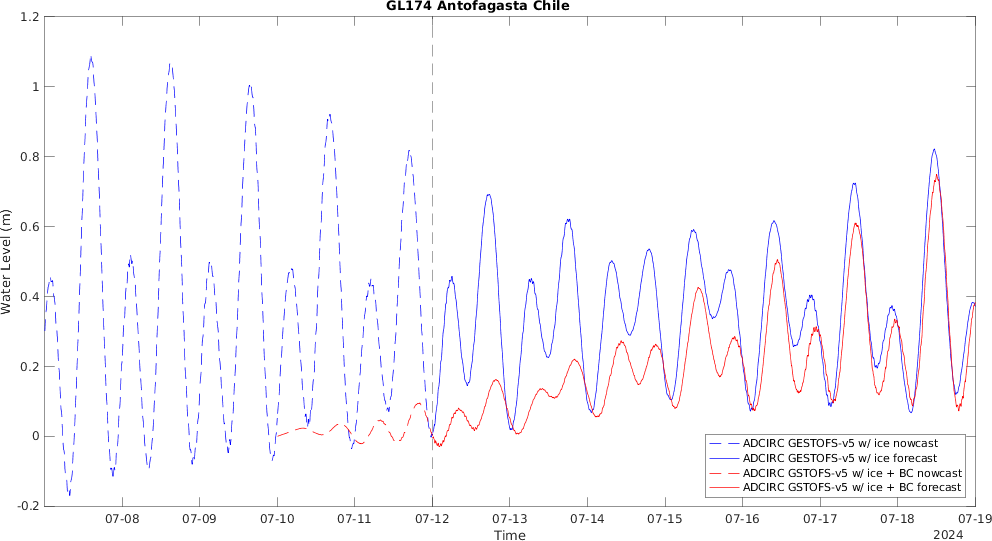 GL174 Antofagasta Chile
1.2
1
0.8
0.6
0.4
0.2
0
-0.2
Water Level (m)
07-08 07-09 07-10 07-11 07-12 07-13 07-14 07-15 07-16 07-17 07-18 07-19
Time
2024
ADCIRC GESTOFS-v5 w/ ice nowcast
ADCIRC GESTOFS-v5 w/ ice forecast
ADCIRC GSTOFS-v5 w/ ice + BC nowcast
ADCIRC GSTOFS-v5 w/ ice + BC forecast